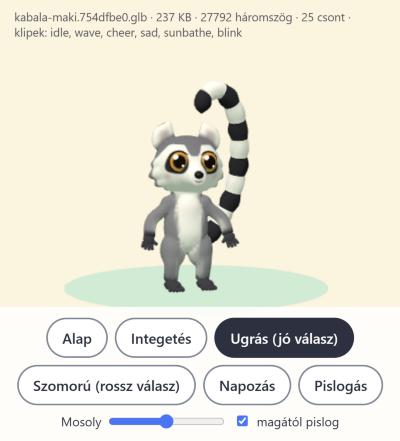 kabala-maki.754dfbe0.glb · 237 KB · 27792 háromszög · 25 csont ·
klipek: idle, wave, cheer, sad, sunbathe, blink
Alap
Integetés
Ugrás (jó válasz)
Szomorú (rossz válasz)
Napozás
Pislogás
Mosoly
magától pislog